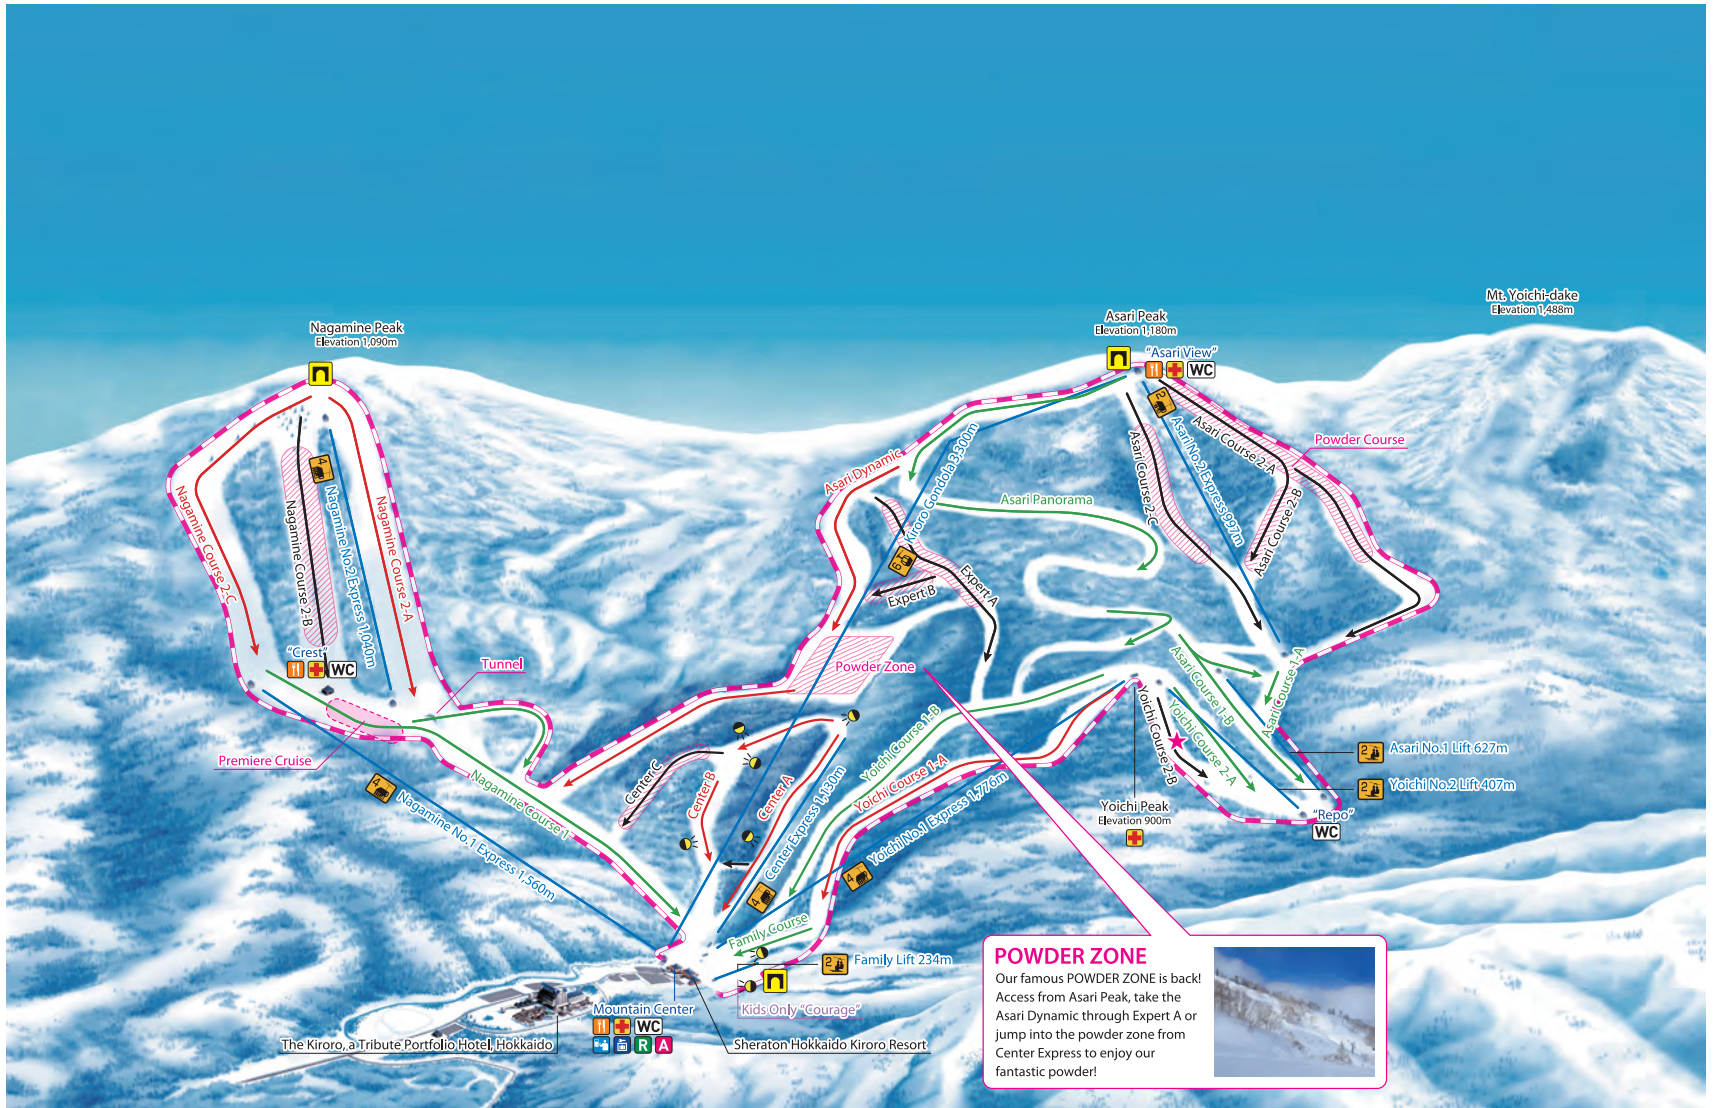 Mt. Yoichi-dake
Elevation 1,488m
Nagamine Peak
Elevation 1,090m
Asari Peak
Elevation 1,180m
"Asari View"
WC
2
Asari No.2 Express 997m
Asari Course 2-A
Powder Course
Asari Course 2-B
Asari Course 2-C
Asari Dynamic
Kiroro Gondola 3,300m
6
Asari Panorama
Expert A
Expert B
Nagamine Course 2-C
Nagamine Course 2-B
4
Nagamine No.2 Express 1,040m
Nagamine Course 2-A
"Crest"
WC
Tunnel
Powder Zone
Premiere Cruise
4
Nagamine No.1 Express 1,560m
Nagamine Course 1
Center C
Center B
Center A
Center Express 1,130m
4
Yoichi Course 1-B
Yoichi Course 1-A
Yoichi No.1 Express 1,776m
4
Asari Course 1-A
Asari Course 1-B
Yoichi Course 2-A
Yoichi Course 2-B
2
Asari No.1 Lift 627m
2
Yoichi No.2 Lift 407m
"Repo"
WC
Yoichi Peak
Elevation 900m
Family Course
2
Family Lift 234m
Kids Only "Courage"
Mountain Center
WC
R
A
The Kiroro, a Tribute Portfolio Hotel, Hokkaido
Sheraton Hokkaido Kiroro Resort
POWDER ZONE
Our famous POWDER ZONE is back!
Access from Asari Peak, take the
Asari Dynamic through Expert A or
jump into the powder zone from
Center Express to enjoy our
fantastic powder!